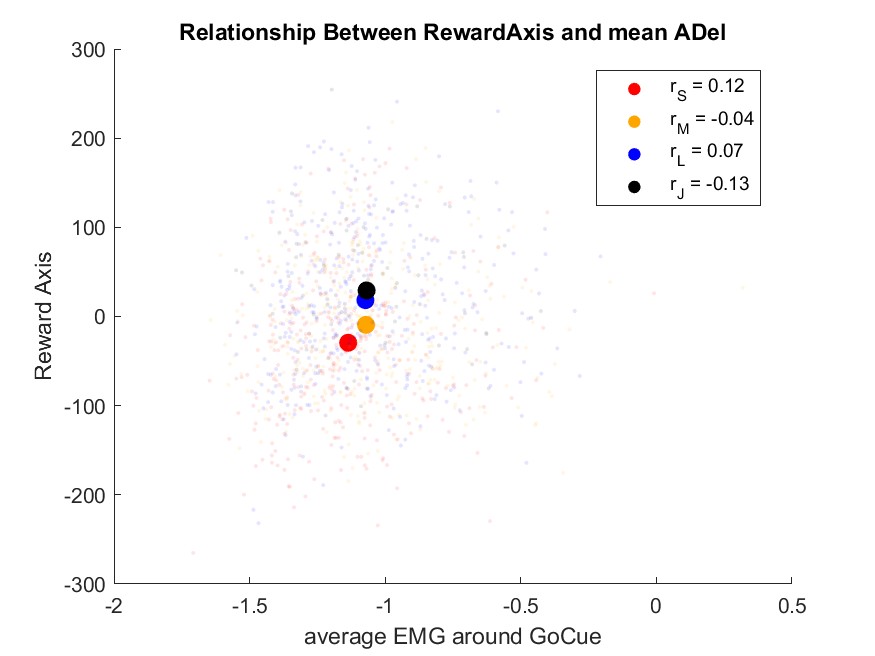 Relationship Between RewardAxis and mean ADel
300
200
100
0
-100
-200
-300
Reward Axis
-2
-1.5
-1
-0.5
0
0.5
average EMG around GoCue
r_S = 0.12
r_M = -0.04
r_L = 0.07
r_J = -0.13